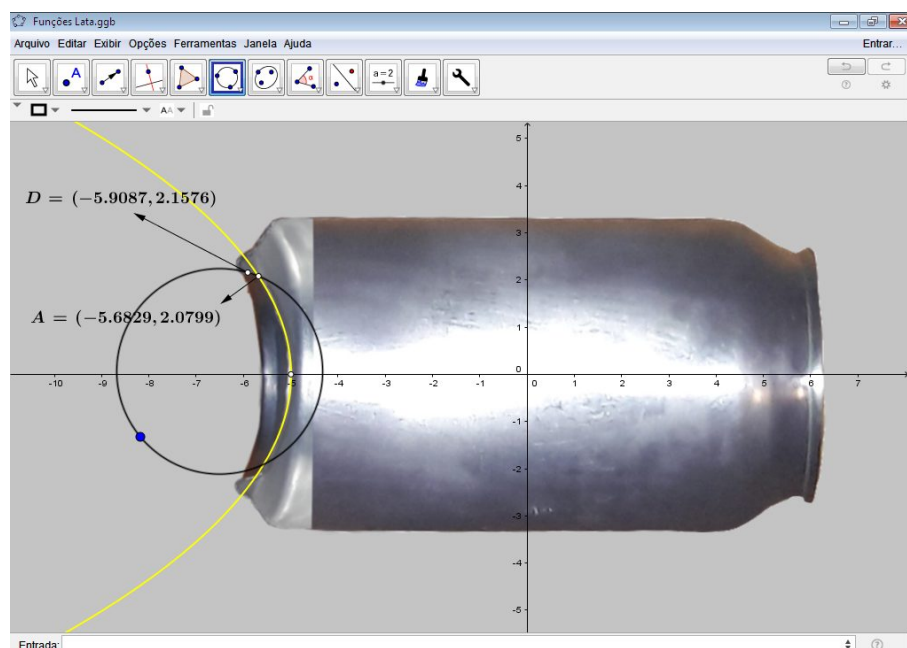 Funções Lata.ggb
Arquivo Editar Exibir Opções Ferramentas Janela Ajuda Entrar...
A α a = 2
AA
D = (−5.9087, 2.1576)
A = (−5.6829, 2.0799)
5
4
3
2
1
0
-10 -9 -8 -7 -6 -5 -4 -3 -2 -1 0 1 2 3 4 5 6 7
-1
-2
-3
-4
-5
Entrada: